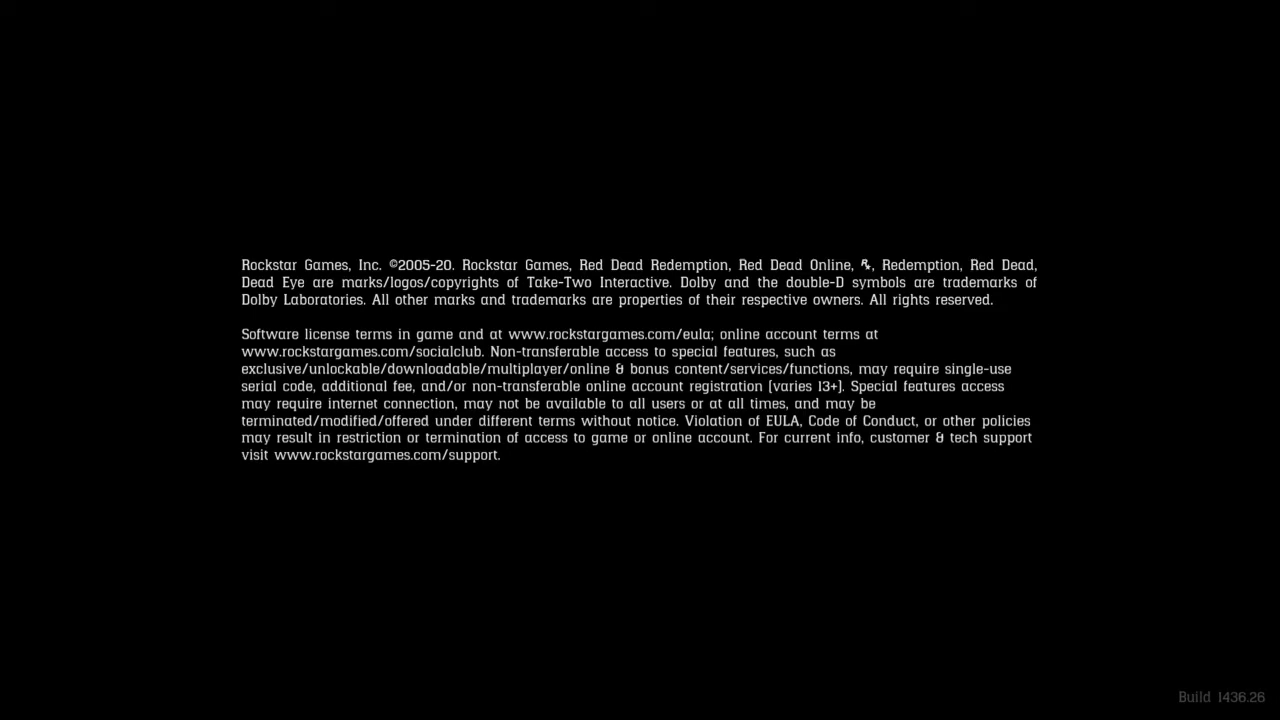 Rockstar Games, Inc. ©2005-20. Rockstar Games, Red Dead Redemption, Red Dead Online, , Redemption, Red Dead,
Dead Eye are marks/logos/copyrights of Take-Two Interactive. Dolby and the double-D symbols are trademarks of
Dolby Laboratories. All other marks and trademarks are properties of their respective owners. All rights reserved.
Software license terms in game and at www.rockstargames.com/eula; online account terms at
www.rockstargames.com/socialclub. Non-transferable access to special features, such as
exclusive/unlockable/downloadable/multiplayer/online & bonus content/services/functions, may require single-use
serial code, additional fee, and/or non-transferable online account registration [varies 13+]. Special features access
may require internet connection, may not be available to all users or at all times, and may be
terminated/modified/offered under different terms without notice. Violation of EULA, Code of Conduct, or other policies
may result in restriction or termination of access to game or online account. For current info, customer & tech support
visit www.rockstargames.com/support.
Build 1436.26